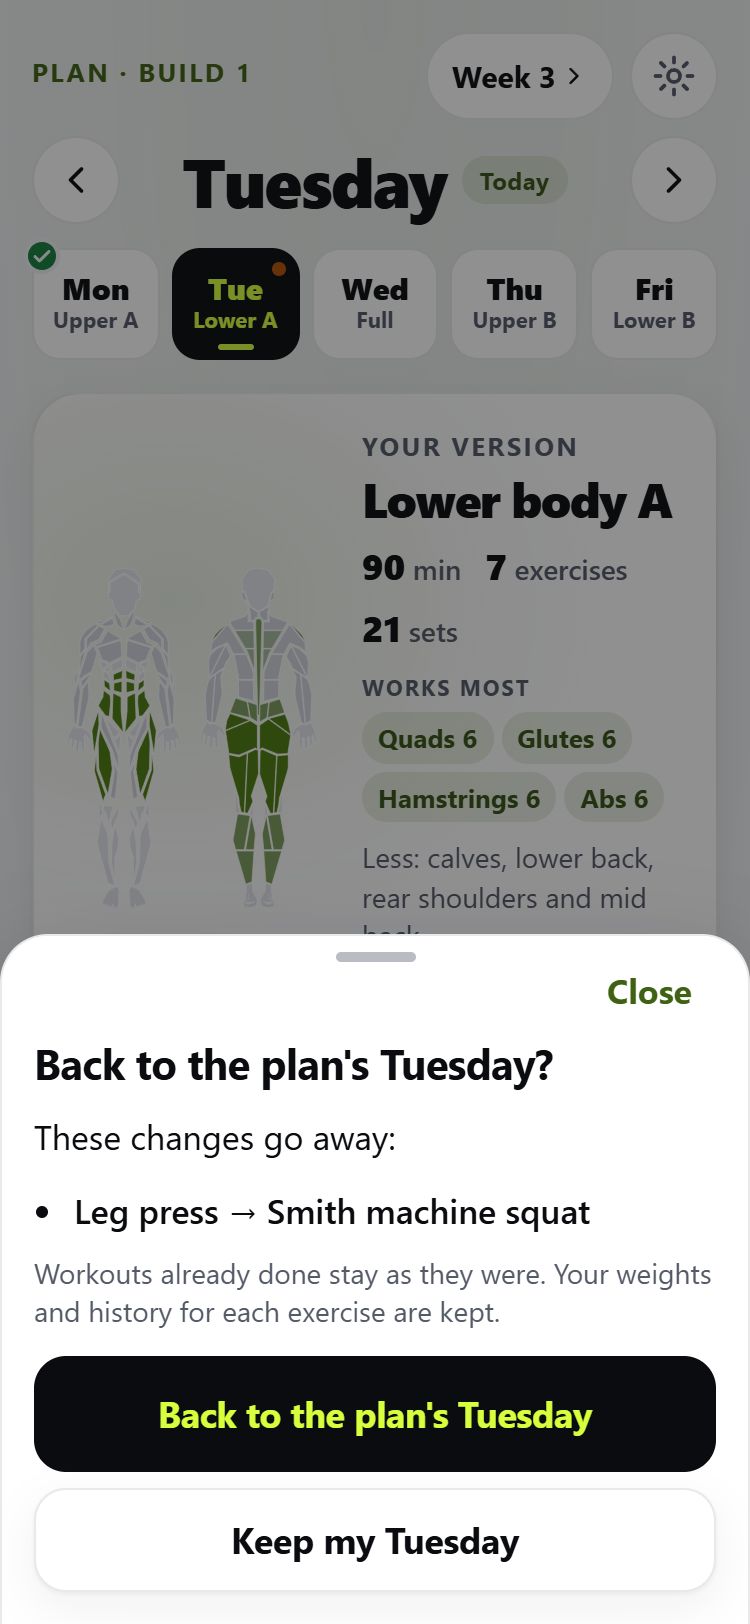 PLAN · BUILD 1
Week 3
Tuesday
Today
Mon
Upper A
Tue
Lower A
Wed
Full
Thu
Upper B
Fri
Lower B
YOUR VERSION
Lower body A
90 min 7 exercises
21 sets
WORKS MOST
Quads 6
Glutes 6
Hamstrings 6
Abs 6
Less: calves, lower back,
rear shoulders and mid
Close
Back to the plan's Tuesday?
These changes go away:
• Leg press → Smith machine squat
Workouts already done stay as they were. Your weights
and history for each exercise are kept.
Back to the plan's Tuesday
Keep my Tuesday